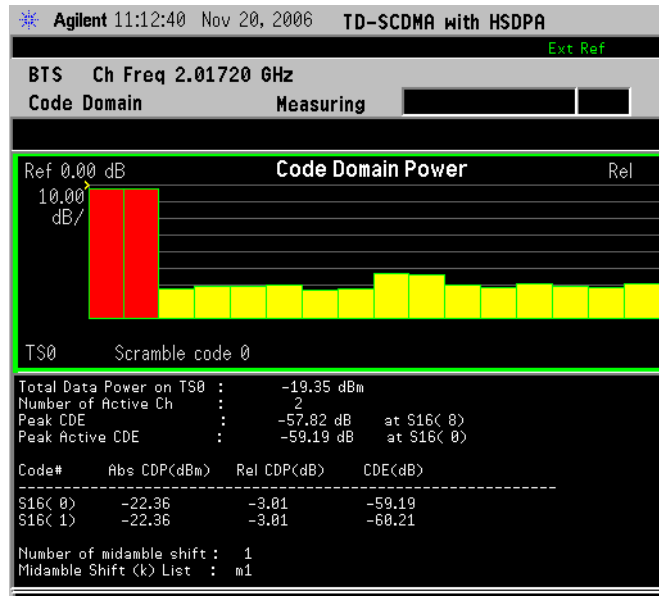 Agilent 11:12:40 Nov 20, 2006 TD-SCDMA with HSDPA
Ext Ref
BTS Ch Freq 2.01720 GHz
Code Domain Measuring
Ref 0.00 dB Code Domain Power Rel
10.00
dB/
TS0 Scramble code 0
Total Data Power on TS0 : -19.35 dBm
Number of Active Ch : 2
Peak CDE : -57.82 dB at S16( 8)
Peak Active CDE : -59.19 dB at S16( 0)
Code# Abs CDP(dBm) Rel CDP(dB) CDE(dB)
S16( 0) -22.36 -3.01 -59.19
S16( 1) -22.36 -3.01 -60.21
Number of midamble shift : 1
Midamble Shift (k) List : m1